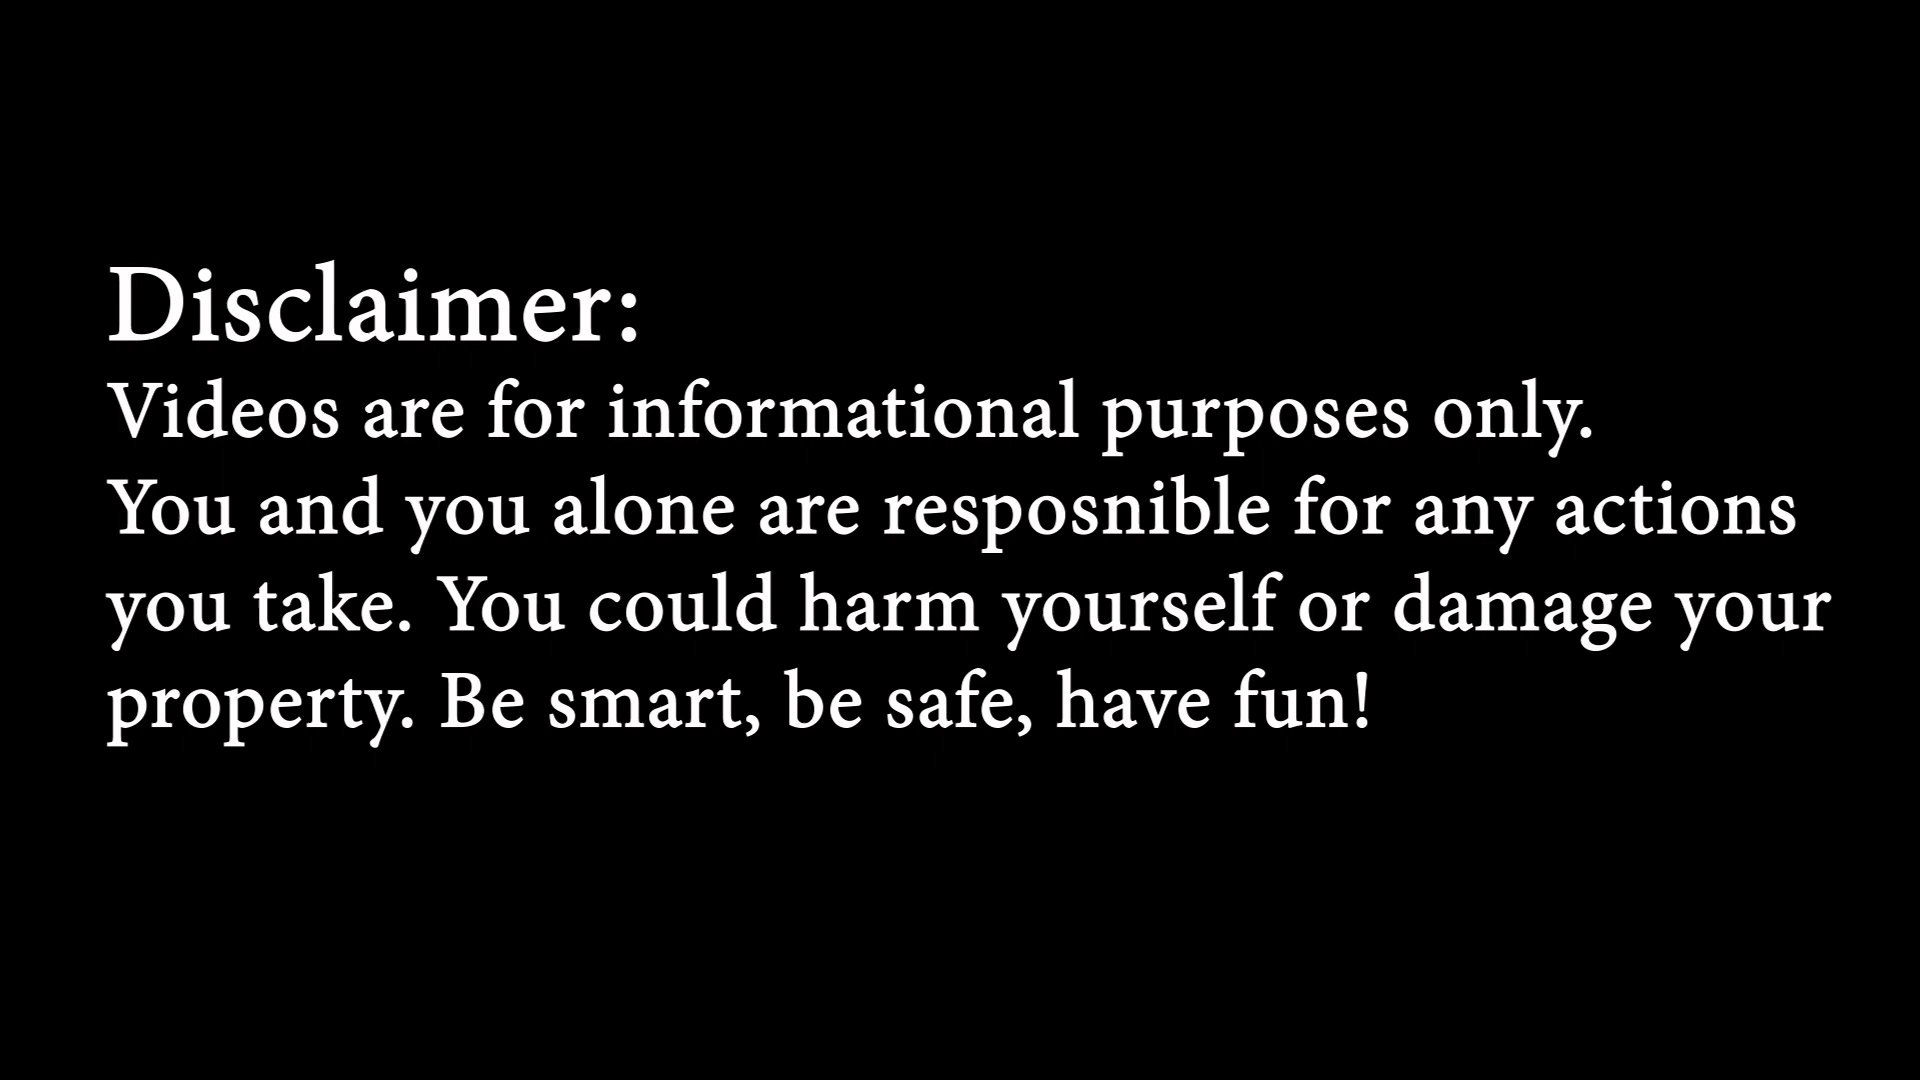 Disclaimer:
Videos are for informational purposes only.
You and you alone are resposnible for any actions
you take. You could harm yourself or damage your
property. Be smart, be safe, have fun!